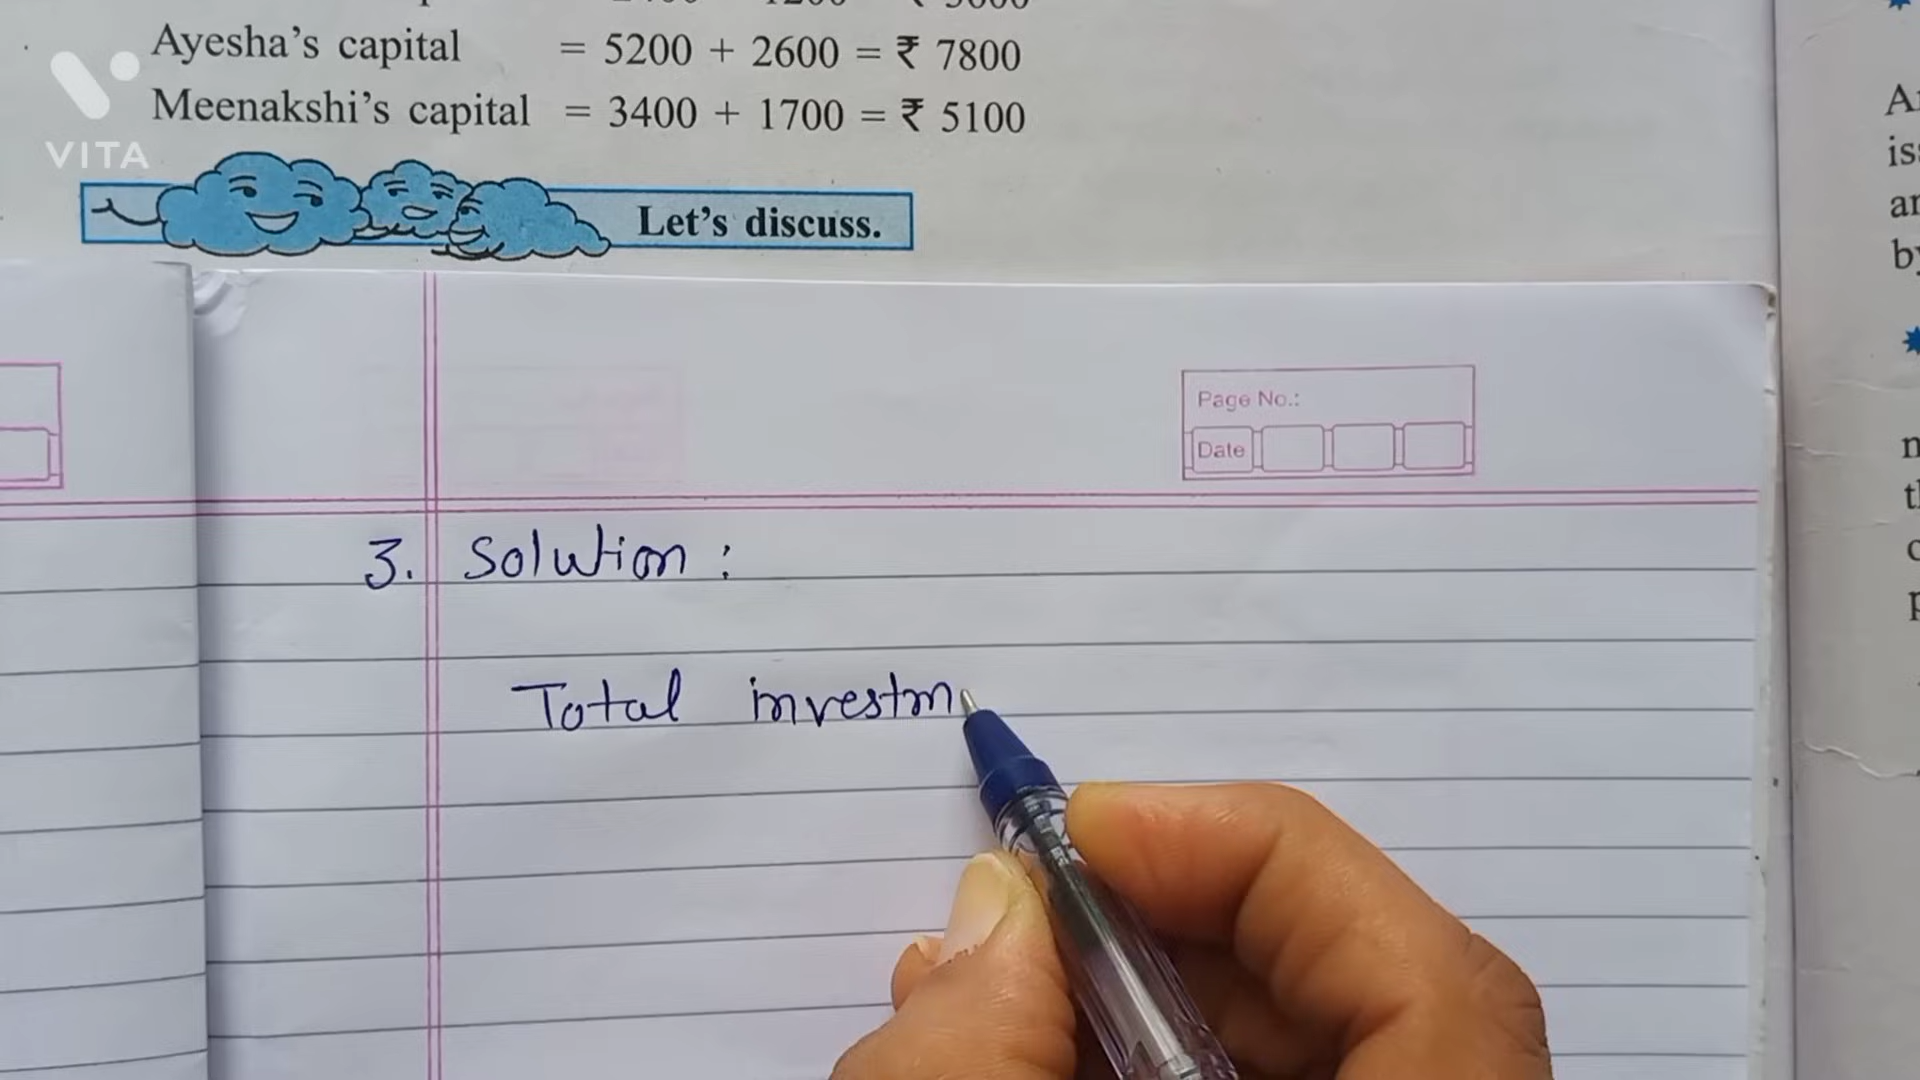 Ayesha's capital = 5200 + 2600 = ₹ 7800
Meenakshi's capital = 3400 + 1700 = ₹ 5100
VITA
Let's discuss.
Page No.:
Date
3. Solution :
Total investm